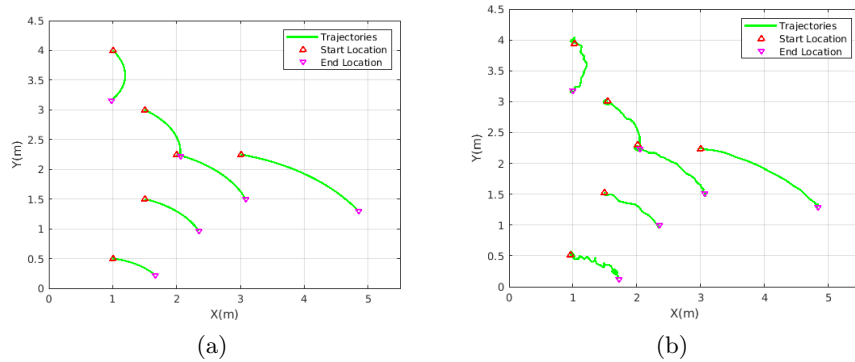 4.5
4
3.5
3
2.5
2
1.5
1
0.5
0
Y(m)
0 1 2 3 4 5
X(m)
Trajectories
Start Location
End Location
(a)
4.5
4
3.5
3
2.5
2
1.5
1
0.5
0
Y(m)
0 1 2 3 4 5
X(m)
Trajectories
Start Location
End Location
(b)